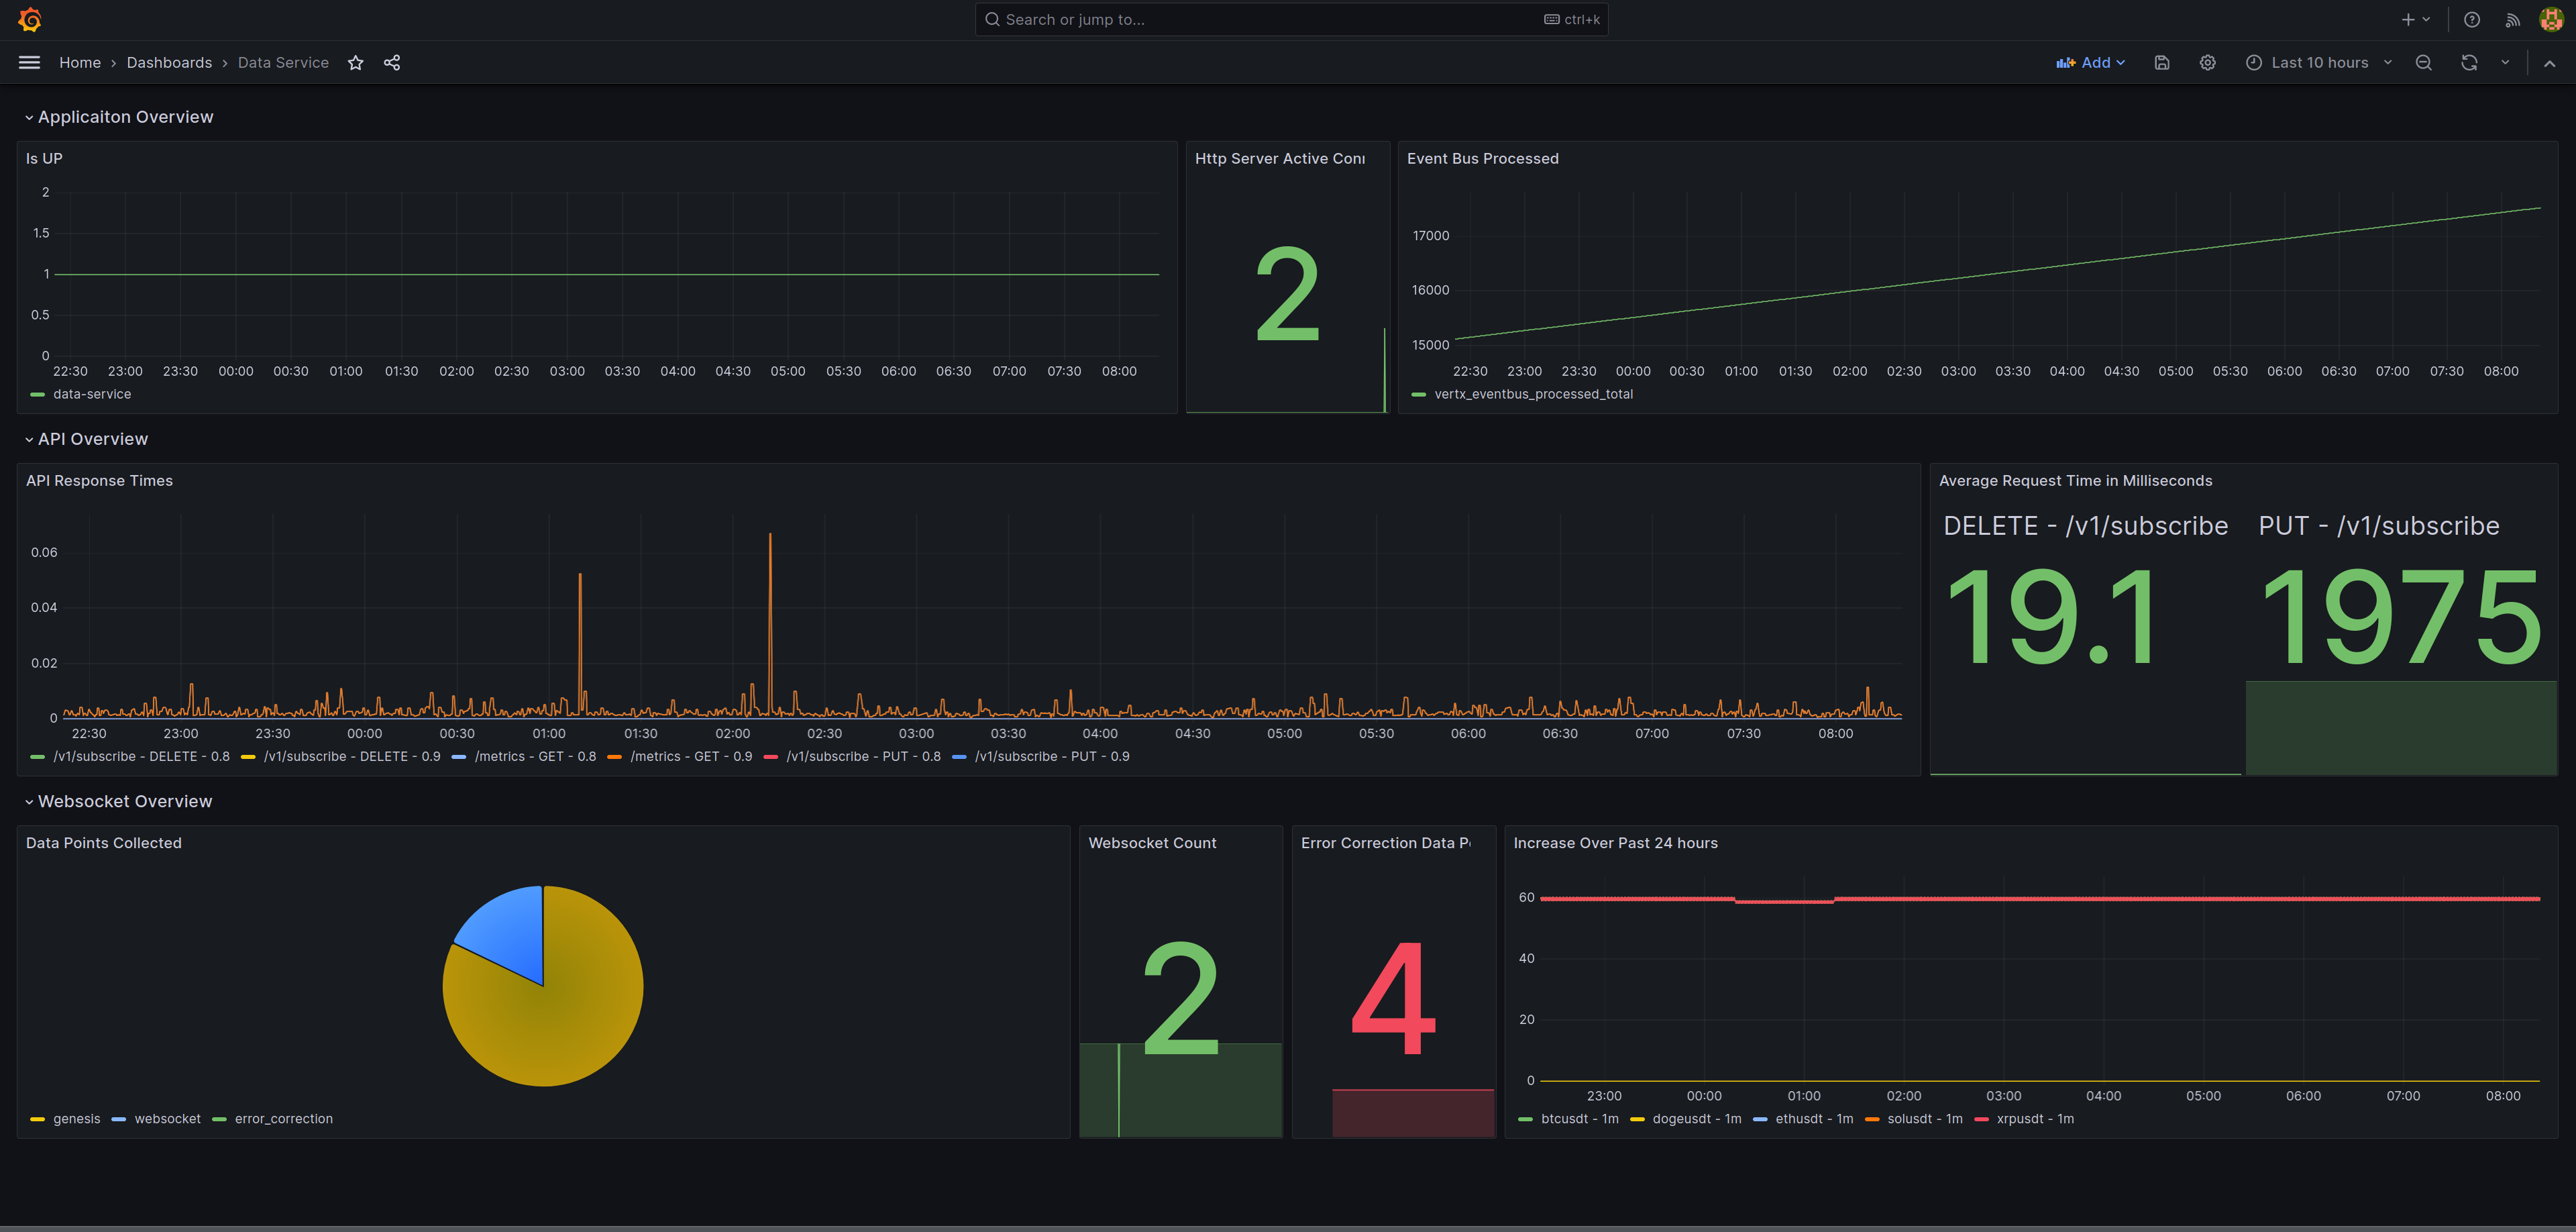 Search or jump to...
ctrl+k
Home › Dashboards › Data Service
Add
Last 10 hours
Applicaiton Overview
Is UP
2
1.5
1
0.5
0
22:30 23:00 23:30 00:00 00:30 01:00 01:30 02:00 02:30 03:00 03:30 04:00 04:30 05:00 05:30 06:00 06:30 07:00 07:30 08:00
data-service
Http Server Active Con
2
Event Bus Processed
17000
16000
15000
22:30 23:00 23:30 00:00 00:30 01:00 01:30 02:00 02:30 03:00 03:30 04:00 04:30 05:00 05:30 06:00 06:30 07:00 07:30 08:00
vertx_eventbus_processed_total
API Overview
API Response Times
0.06
0.04
0.02
0
22:30 23:00 23:30 00:00 00:30 01:00 01:30 02:00 02:30 03:00 03:30 04:00 04:30 05:00 05:30 06:00 06:30 07:00 07:30 08:00
/v1/subscribe - DELETE - 0.8 /v1/subscribe - DELETE - 0.9 /metrics - GET - 0.8 /metrics - GET - 0.9 /v1/subscribe - PUT - 0.8 /v1/subscribe - PUT - 0.9
Average Request Time in Milliseconds
DELETE - /v1/subscribe PUT - /v1/subscribe
19.1 1975
Websocket Overview
Data Points Collected
genesis websocket error_correction
Websocket Count
2
Error Correction Data P
4
Increase Over Past 24 hours
60
40
20
0
23:00 00:00 01:00 02:00 03:00 04:00 05:00 06:00 07:00 08:00
btcusdt - 1m dogeusdt - 1m ethusdt - 1m solusdt - 1m xrpusdt - 1m